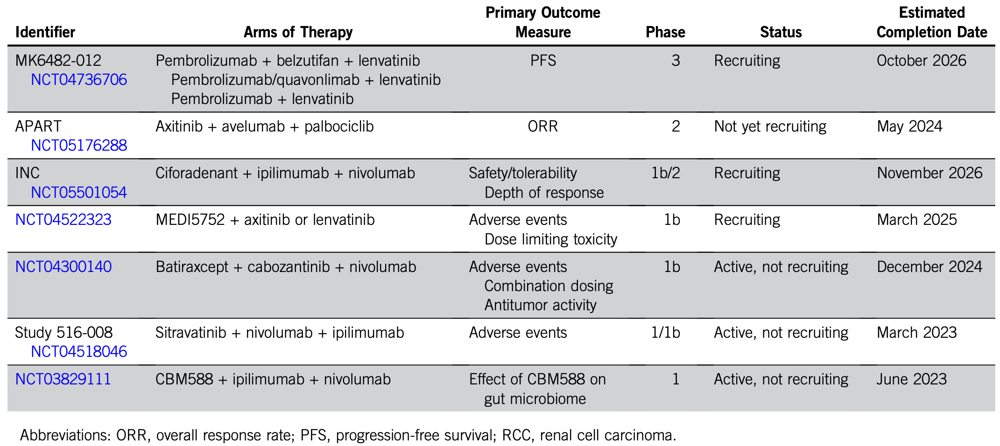 Identifier Arms of Therapy Primary Outcome Measure Phase Status Estimated Completion Date
MK6482-012 Pembrolizumab + belzutifan + lenvatinib PFS 3 Recruiting October 2026
NCT04736706 Pembrolizumab/quavonlimab + lenvatinib
Pembrolizumab + lenvatinib
APART Axitinib + avelumab + palbociclib ORR 2 Not yet recruiting May 2024
NCT05176288
INC Ciforadenant + ipilimumab + nivolumab Safety/tolerability 1b/2 Recruiting November 2026
NCT05501054 Depth of response
NCT04522323 MEDI5752 + axitinib or lenvatinib Adverse events 1b Recruiting March 2025
Dose limiting toxicity
NCT04300140 Batiraxcept + cabozantinib + nivolumab Adverse events 1b Active, not recruiting December 2024
Combination dosing
Antitumor activity
Study 516-008 Sitravatinib + nivolumab + ipilimumab Adverse events 1/1b Active, not recruiting March 2023
NCT04518046
NCT03829111 CBM588 + ipilimumab + nivolumab Effect of CBM588 on 1 Active, not recruiting June 2023
gut microbiome
Abbreviations: ORR, overall response rate; PFS, progression-free survival; RCC, renal cell carcinoma.